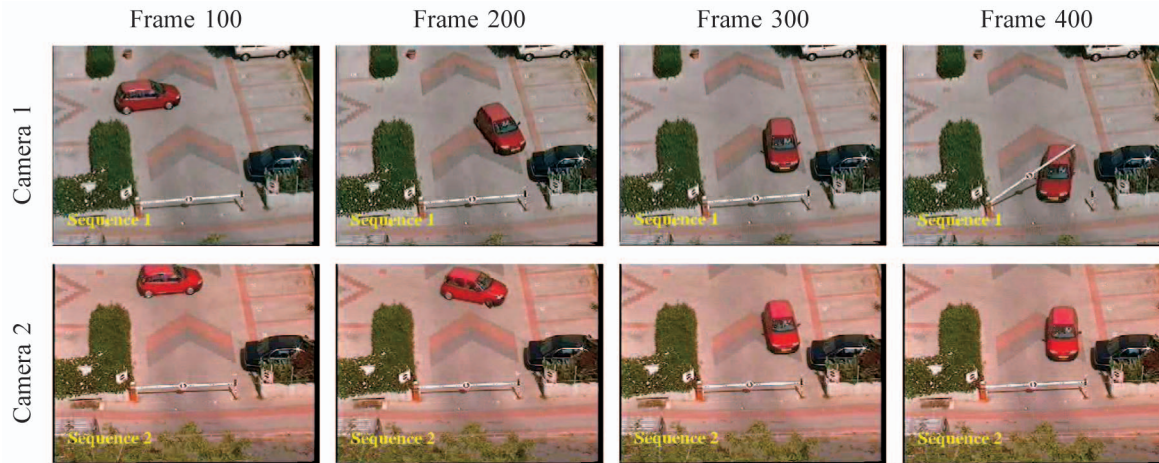 Frame 100
Frame 200
Frame 300
Frame 400
Camera 1
Sequence 1
Sequence 1
Sequence 1
Sequence 1
Camera 2
Sequence 2
Sequence 2
Sequence 2
Sequence 2